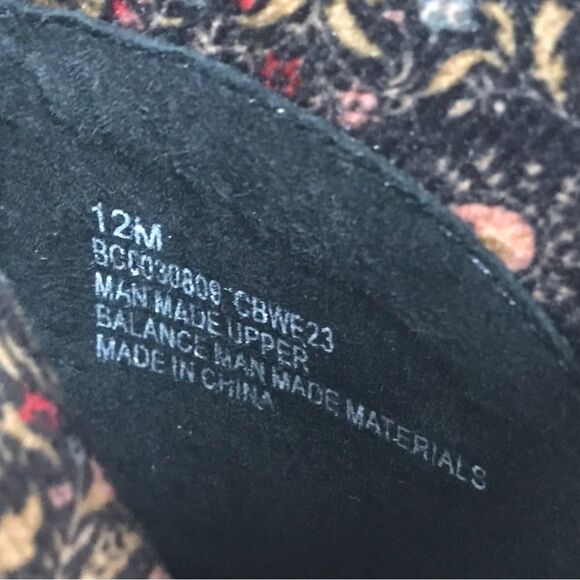 12M
BC0030809 CBWE23
MAN MADE UPPER
BALANCE MAN MADE MATERIALS
MADE IN CHINA